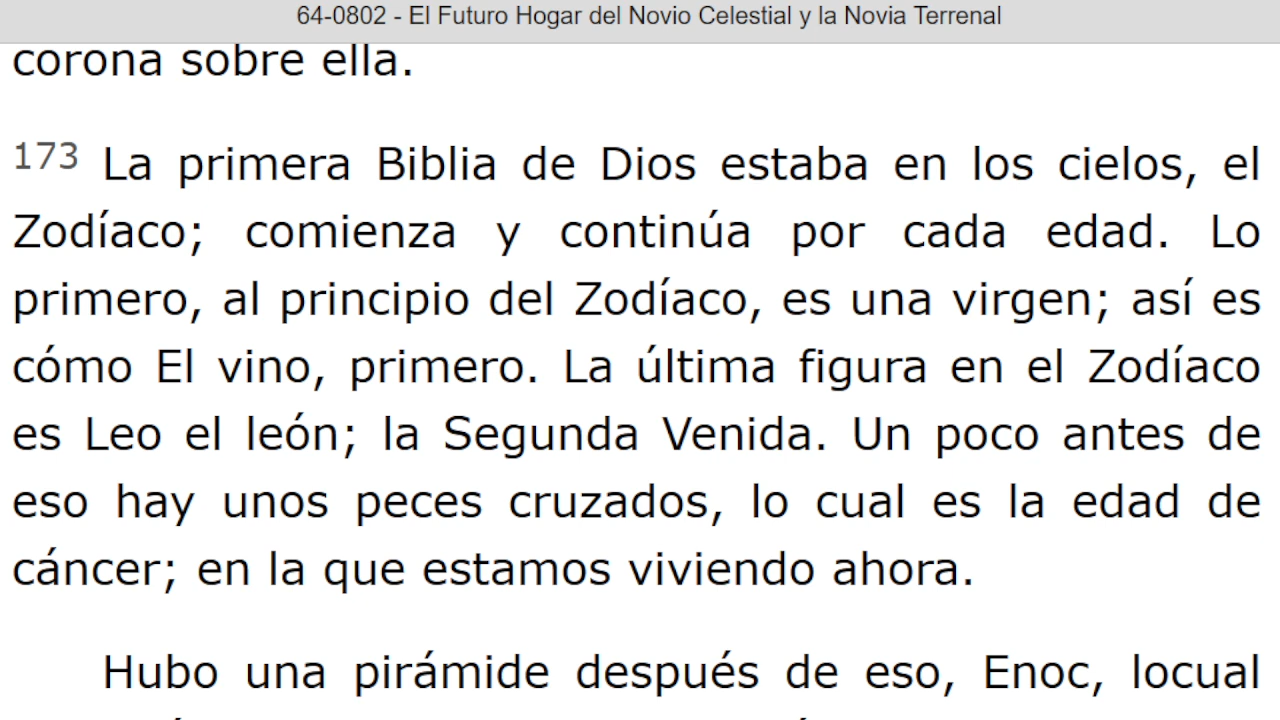 64-0802 - El Futuro Hogar del Novio Celestial y la Novia Terrenal
corona sobre ella.
173 La primera Biblia de Dios estaba en los cielos, el
Zodíaco; comienza y continúa por cada edad. Lo
primero, al principio del Zodíaco, es una virgen; así es
cómo El vino, primero. La última figura en el Zodíaco
es Leo el león; la Segunda Venida. Un poco antes de
eso hay unos peces cruzados, lo cual es la edad de
cáncer; en la que estamos viviendo ahora.
Hubo una pirámide después de eso, Enoc, locual